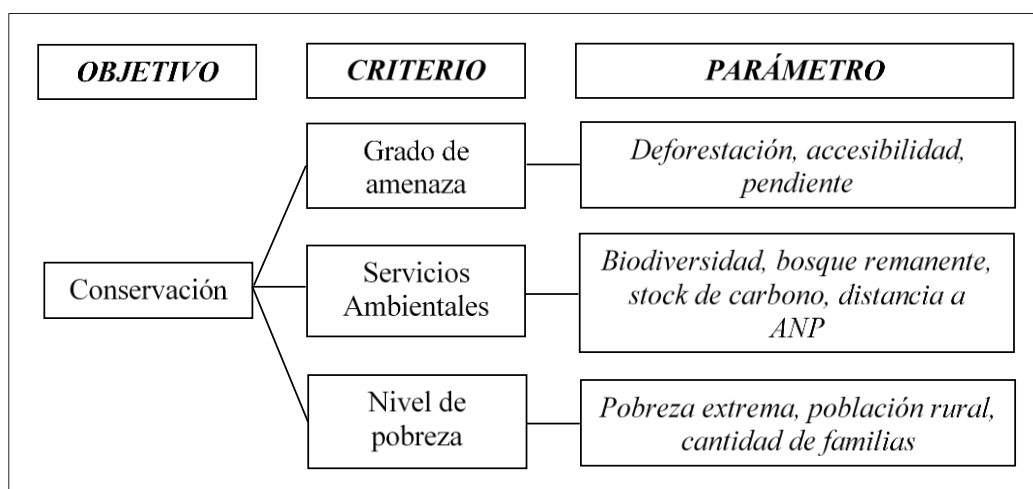 OBJETIVO
CRITERIO
PARÁMETRO
Grado de
amenaza
Deforestación, accesibilidad,
pendiente
Conservación
Servicios
Ambientales
Biodiversidad, bosque remanente,
stock de carbono, distancia a
ANP
Nivel de
pobreza
Pobreza extrema, población rural,
cantidad de familias